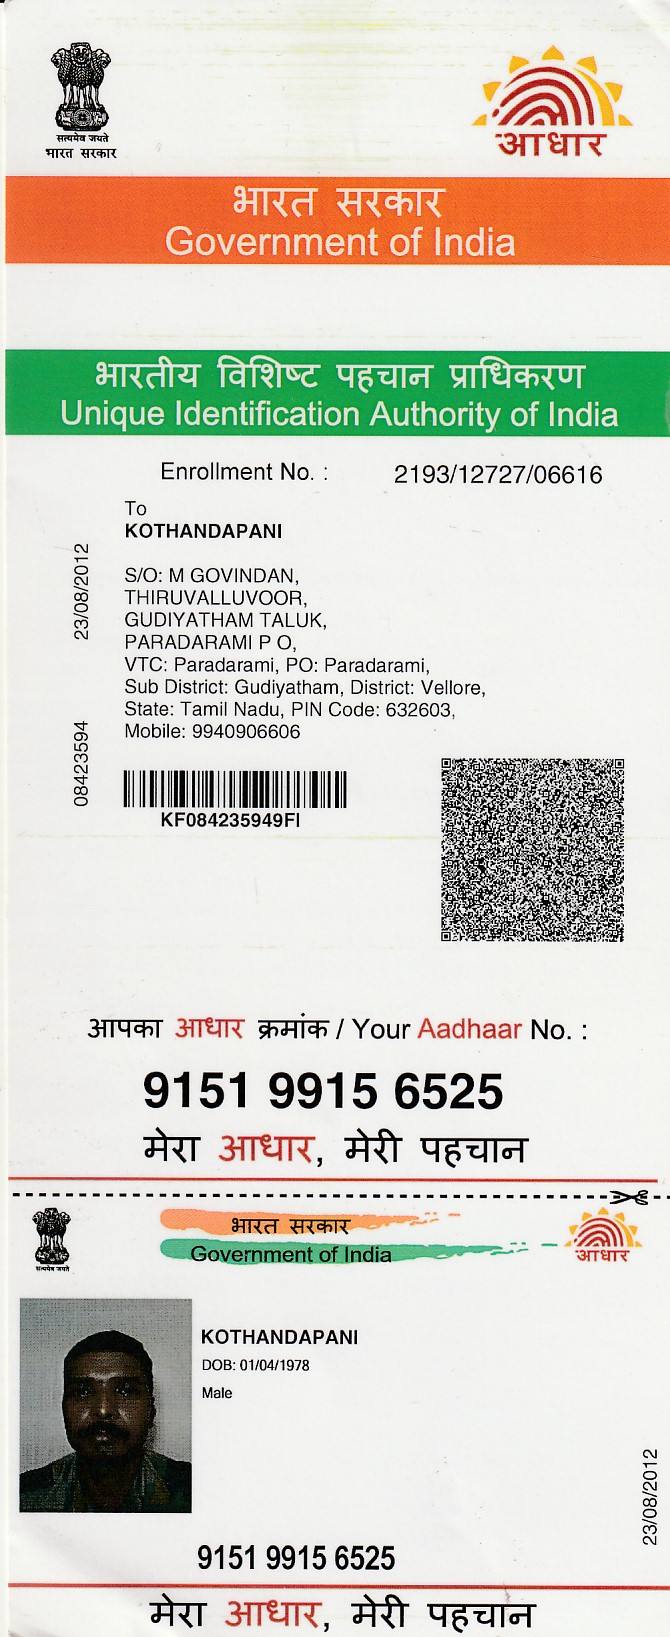 सत्यमेव जयते
भारत सरकार
आधार
भारत सरकार
Government of India
भारतीय विशिष्ट पहचान प्राधिकरण
Unique Identification Authority of India
Enrollment No. : 2193/12727/06616
To
KOTHANDAPANI
S/O: M GOVINDAN,
THIRUVALLUVOOR,
GUDIYATHAM TALUK,
PARADARAMI P O,
VTC: Paradarami, PO: Paradarami,
Sub District: Gudiyatham, District: Vellore,
State: Tamil Nadu, PIN Code: 632603,
Mobile: 9940906606
23/08/2012
08423594
KF084235949FI
आपका आधार क्रमांक / Your Aadhaar No. :
9151 9915 6525
मेरा आधार, मेरी पहचान
सत्यमेव जयते
भारत सरकार
Government of India
आधार
KOTHANDAPANI
DOB: 01/04/1978
Male
23/08/2012
9151 9915 6525
मेरा आधार, मेरी पहचान